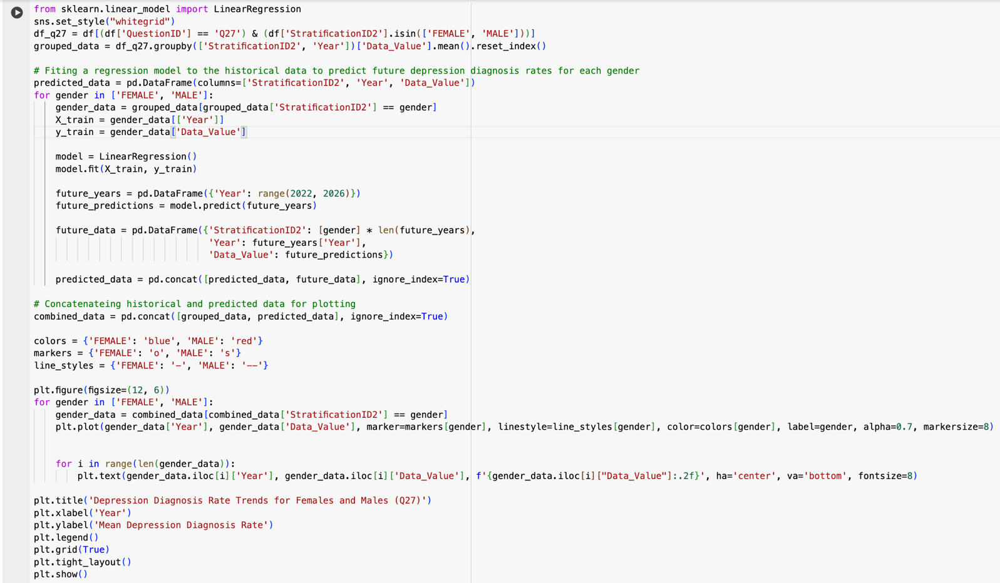 from sklearn.linear_model import LinearRegression
sns.set_style("whitegrid")
df_q27 = df[(df['QuestionID'] == 'Q27') & (df['StratificationID2'].isin(['FEMALE', 'MALE']))]
grouped_data = df_q27.groupby(['StratificationID2', 'Year'])['Data_Value'].mean().reset_index()

# Fiting a regression model to the historical data to predict future depression diagnosis rates for each gender
predicted_data = pd.DataFrame(columns=['StratificationID2', 'Year', 'Data_Value'])
for gender in ['FEMALE', 'MALE']:
    gender_data = grouped_data[grouped_data['StratificationID2'] == gender]
    X_train = gender_data[['Year']]
    y_train = gender_data['Data_Value']

    model = LinearRegression()
    model.fit(X_train, y_train)

    future_years = pd.DataFrame({'Year': range(2022, 2026)})
    future_predictions = model.predict(future_years)

    future_data = pd.DataFrame({'StratificationID2': [gender] * len(future_years),
                                'Year': future_years['Year'],
                                'Data_Value': future_predictions})

    predicted_data = pd.concat([predicted_data, future_data], ignore_index=True)

# Concatenateing historical and predicted data for plotting
combined_data = pd.concat([grouped_data, predicted_data], ignore_index=True)

colors = {'FEMALE': 'blue', 'MALE': 'red'}
markers = {'FEMALE': 'o', 'MALE': 's'}
line_styles = {'FEMALE': '-', 'MALE': '--'}

plt.figure(figsize=(12, 6))
for gender in ['FEMALE', 'MALE']:
    gender_data = combined_data[combined_data['StratificationID2'] == gender]
    plt.plot(gender_data['Year'], gender_data['Data_Value'], marker=markers[gender], linestyle=line_styles[gender], color=colors[gender], label=gender, alpha=0.7, markersize=8)


    for i in range(len(gender_data)):
        plt.text(gender_data.iloc[i]['Year'], gender_data.iloc[i]['Data_Value'], f'{gender_data.iloc[i]["Data_Value"]:.2f}', ha='center', va='bottom', fontsize=8)

plt.title('Depression Diagnosis Rate Trends for Females and Males (Q27)')
plt.xlabel('Year')
plt.ylabel('Mean Depression Diagnosis Rate')
plt.legend()
plt.grid(True)
plt.tight_layout()
plt.show()